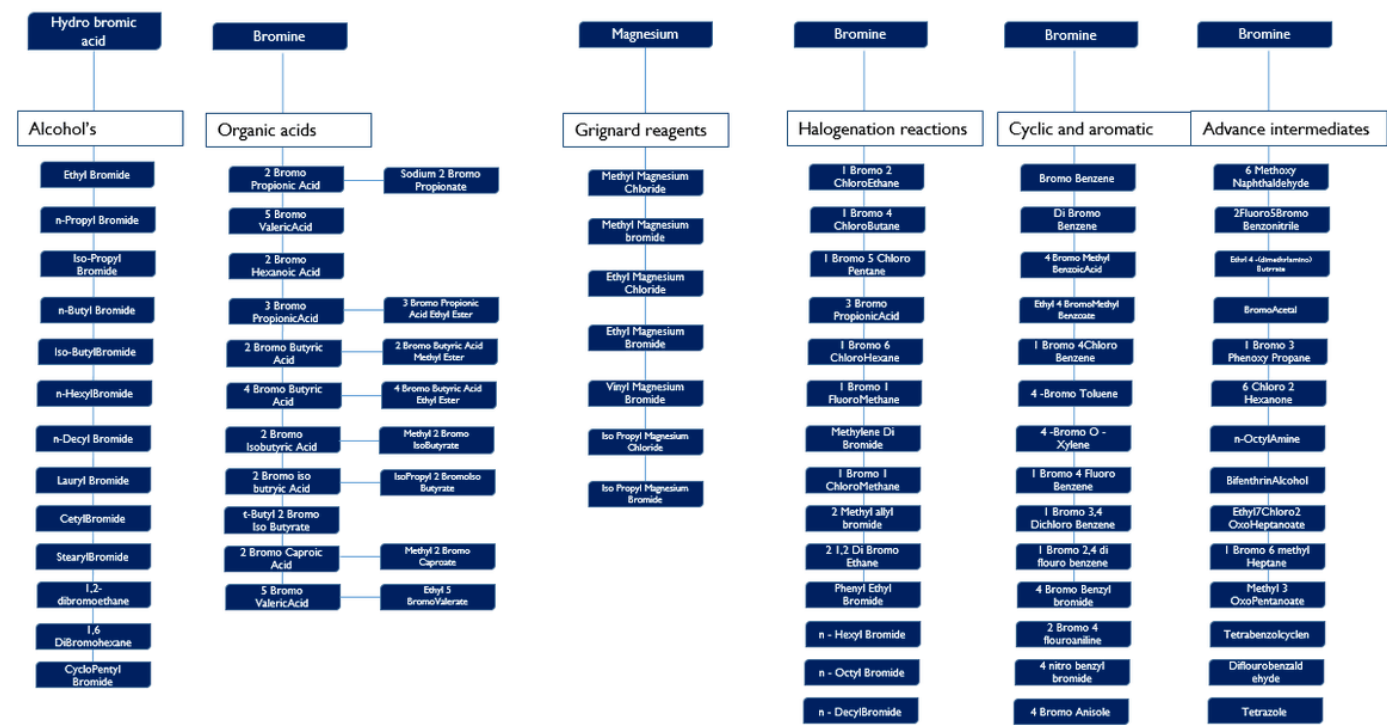 Hydro bromic
acid
Alcohol's
Ethyl Bromide
n-Propyl Bromide
Iso-Propyl
Bromide
n-Butyl Bromide
Iso-ButylBromide
n-HexylBromide
n-Decyl Bromide
Lauryl Bromide
CetylBromide
StearylBromide
1,2-
dibromoethane
1,6
DiBromohexane
CycloPentyl
Bromide
Bromine
Organic acids
2 Bromo
Propionic Acid
Sodium 2 Bromo
Propionate
5 Bromo
ValericAcid
2 Bromo
Hexanoic Acid
3 Bromo
PropionicAcid
3 Bromo Propionic
Acid Ethyl Ester
2 Bromo Butyric
Acid
2 Bromo Butyric Acid
Methyl Ester
4 Bromo Butyric
Acid
4 Bromo Butyric Acid
Ethyl Ester
2 Bromo
Isobutyric Acid
Methyl 2 Bromo
IsoButyrate
2 Bromo iso
butryic Acid
IsoPropyl 2 BromoIso
Butyrate
t-Butyl 2 Bromo
Iso Butyrate
2 Bromo Caproic
Acid
Methyl 2 Bromo
Caproate
5 Bromo
ValericAcid
Ethyl 5
BromoValerate
Magnesium
Grignard reagents
Methyl Magnesium
Chloride
Methyl Magnesium
bromide
Ethyl Magnesium
Chloride
Ethyl Magnesium
Bromide
Vinyl Magnesium
Bromide
Iso Propyl Magnesium
Chloride
Iso Propyl Magnesium
Bromide
Bromine
Halogenation reactions
1 Bromo 2
ChloroEthane
1 Bromo 4
ChloroButane
1 Bromo 5 Chloro
Pentane
3 Bromo
PropionicAcid
1 Bromo 6
ChloroHexane
1 Bromo 1
FluoroMethane
Methylene Di
Bromide
1 Bromo 1
ChloroMethane
2 Methyl allyl
bromide
2 1,2 Di Bromo
Ethane
Phenyl Ethyl
Bromide
n - Hexyl Bromide
n - Octyl Bromide
n - DecylBromide
Bromine
Cyclic and aromatic
Bromo Benzene
Di Bromo
Benzene
4 Bromo Methyl
BenzoicAcid
Ethyl 4 BromoMethyl
Benzoate
1 Bromo 4Chloro
Benzene
4 -Bromo Toluene
4 -Bromo O -
Xylene
1 Bromo 4 Fluoro
Benzene
1 Bromo 3,4
Dichloro Benzene
1 Bromo 2,4 di
flouro benzene
4 Bromo Benzyl
bromide
2 Bromo 4
flouroaniline
4 nitro benzyl
bromide
4 Bromo Anisole
Bromine
Advance intermediates
6 Methoxy
Naphthaldehyde
2Fluoro5Bromo
Benzonitrile
Ethrl 4 -(dimethrlamino)
Butrrate
BromoAcetal
1 Bromo 3
Phenoxy Propane
6 Chloro 2
Hexanone
n-OctylAmine
BifenthrinAlcohol
Ethyl7Chloro2
OxoHeptanoate
1 Bromo 6 methyl
Heptane
Methyl 3
OxoPentanoate
Tetrabenzolcyclen
Diflourobenzald
ehyde
Tetrazole